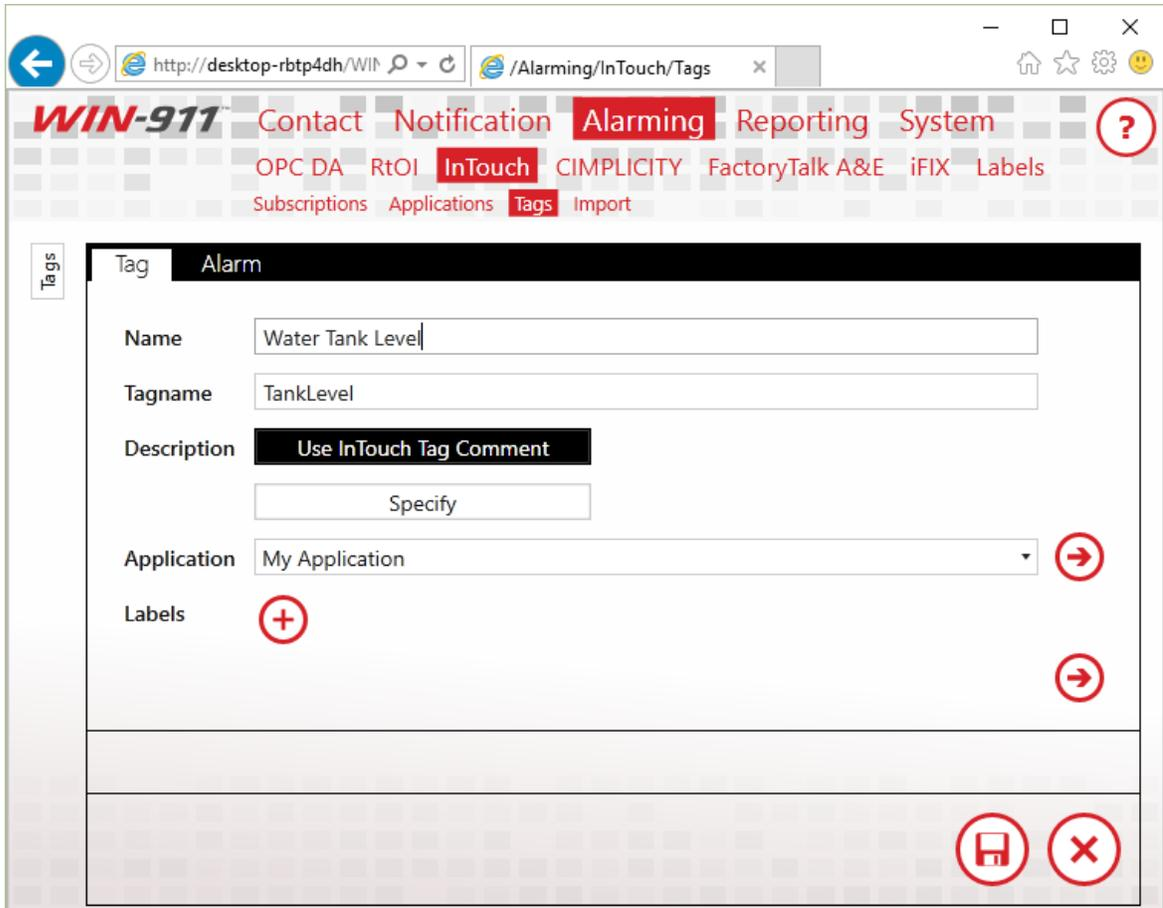 http://desktop-rbtp4dh/WIN
/Alarming/InTouch/Tags
WIN-911™ Contact Notification Alarming Reporting System ?
OPC DA RtOI InTouch CIMPLICITY FactoryTalk A&E iFIX Labels
Subscriptions Applications Tags Import
Tags
Tag Alarm
Name Water Tank Level
Tagname TankLevel
Description Use InTouch Tag Comment
Specify
Application My Application
Labels